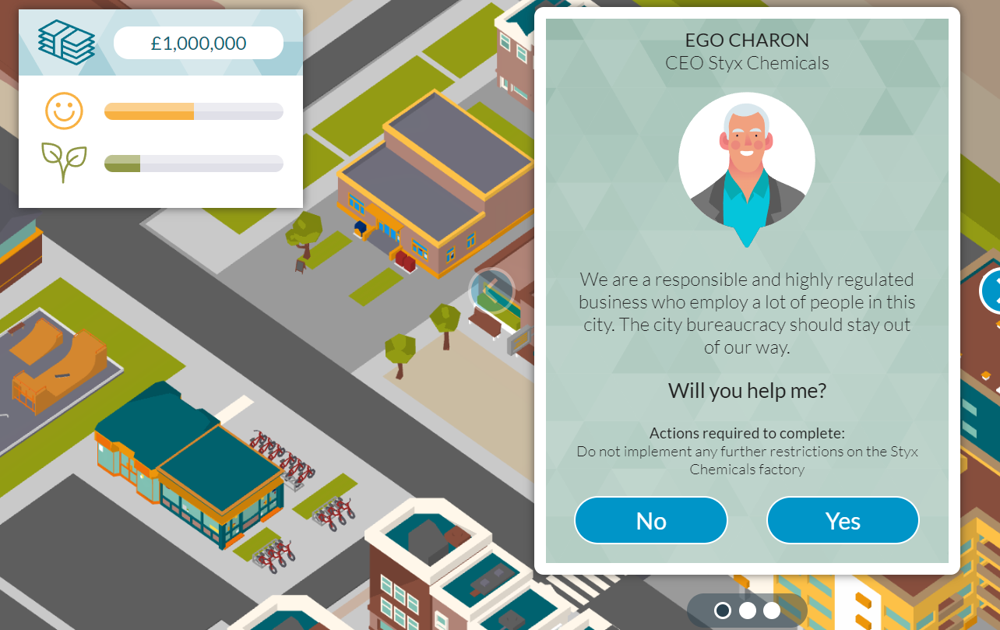 £1,000,000
EGO CHARON
CEO Styx Chemicals
We are a responsible and highly regulated
business who employ a lot of people in this
city. The city bureaucracy should stay out
of our way.
Will you help me?
Actions required to complete:
Do not implement any further restrictions on the Styx
Chemicals factory
No
Yes